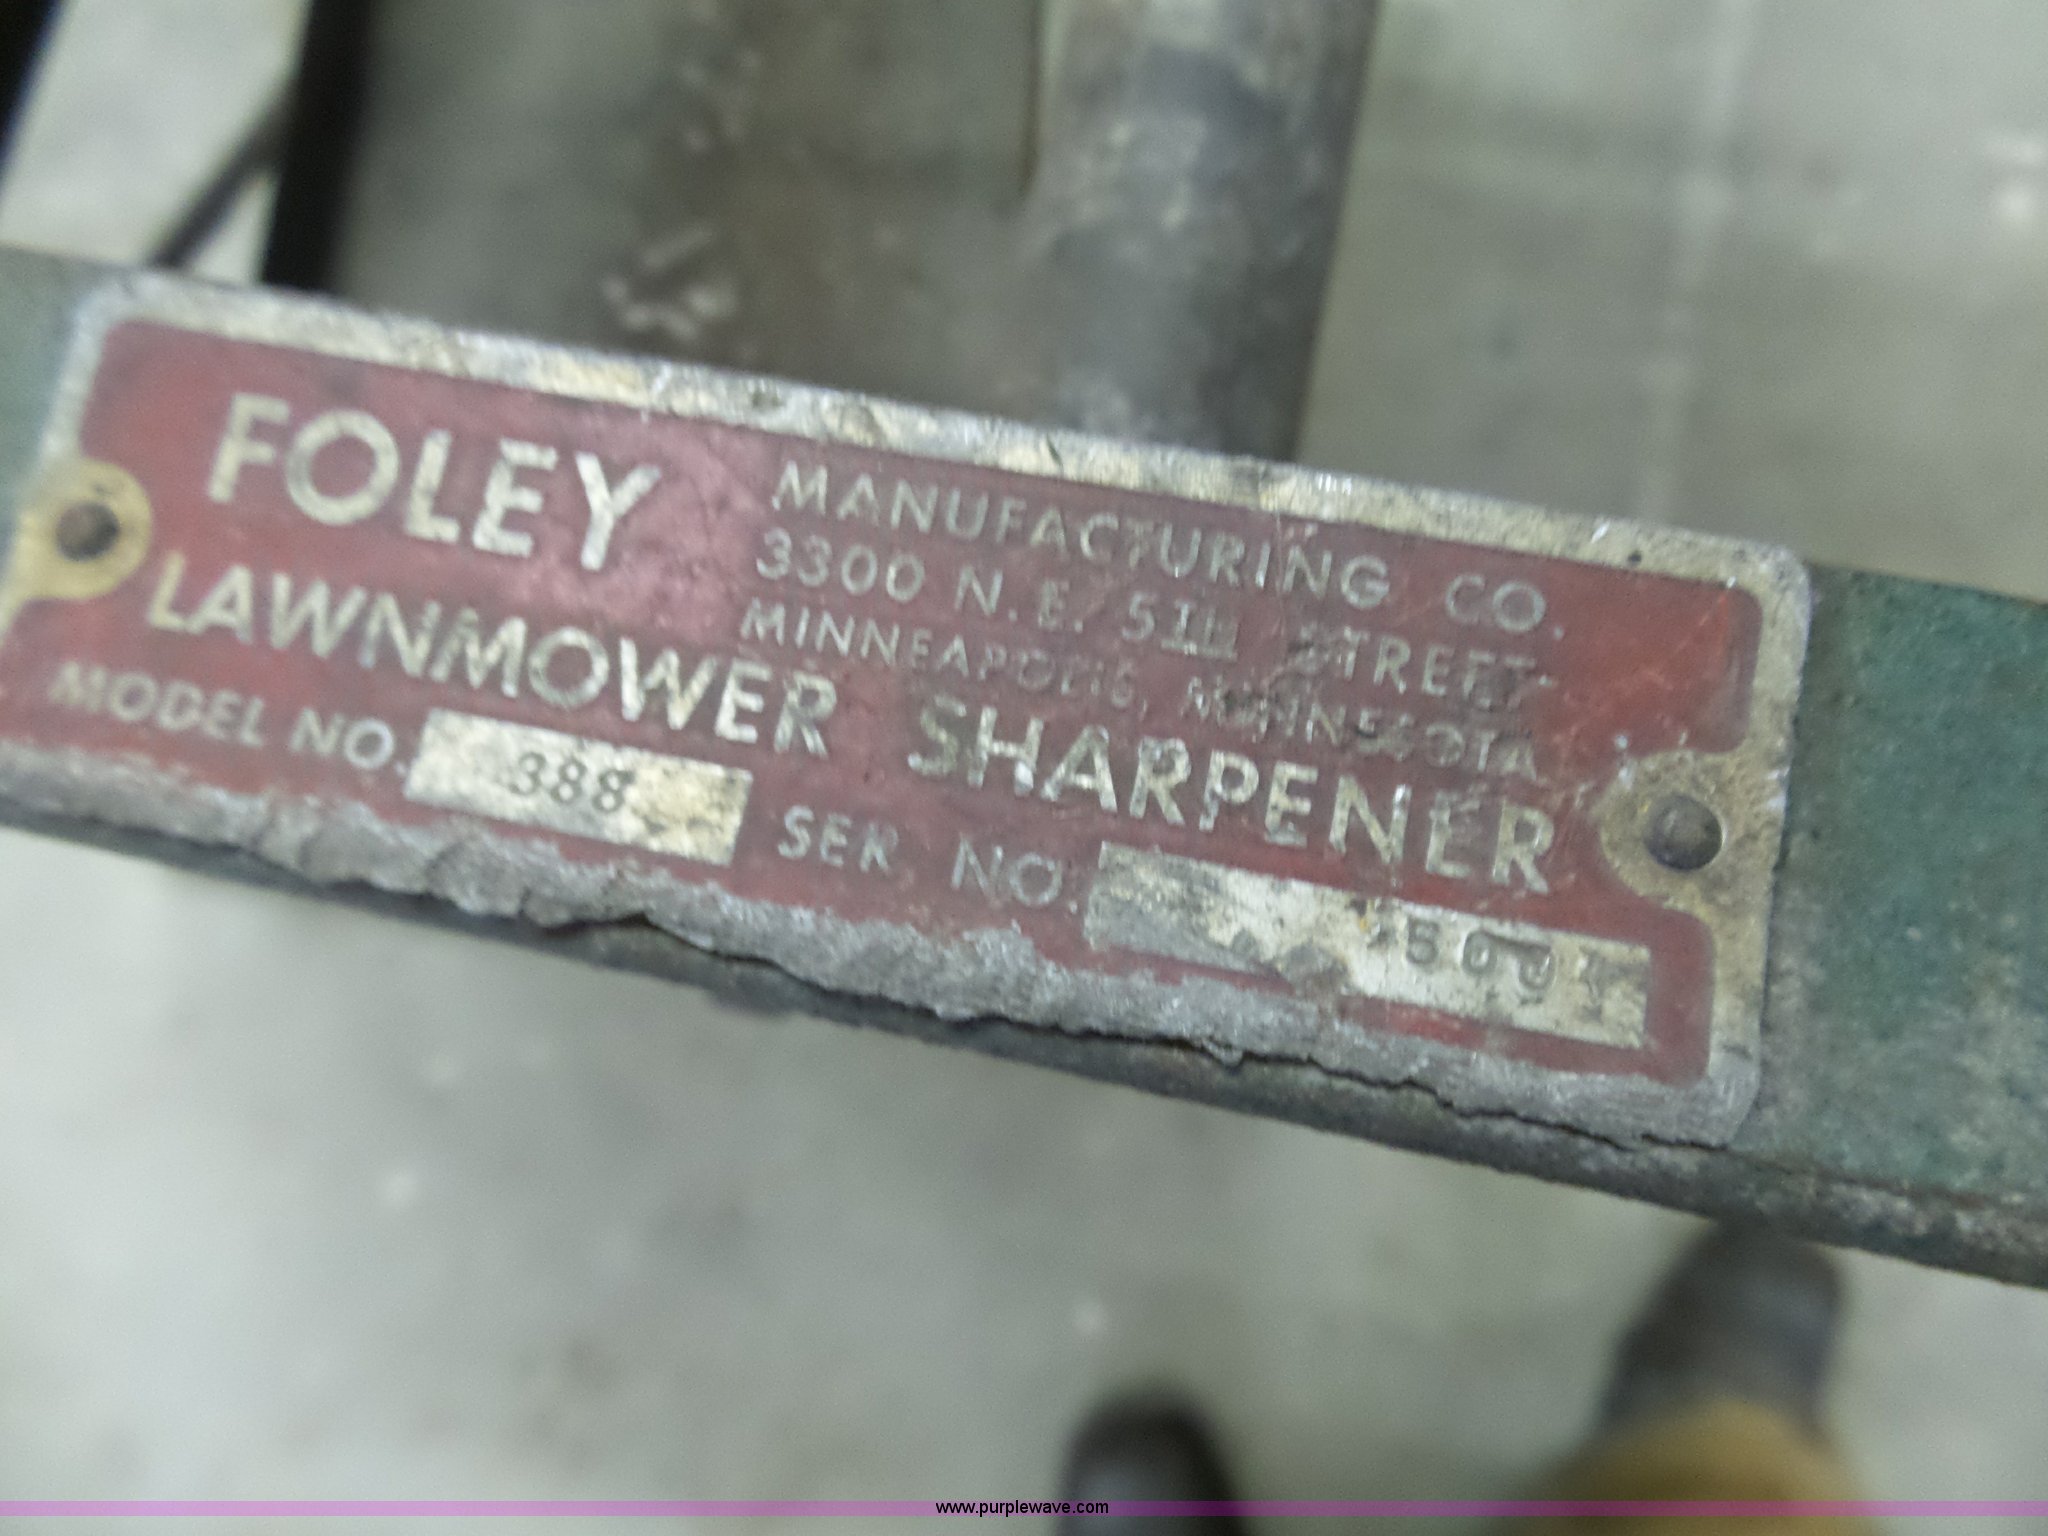 FOLEY
MANUFACTURING CO.
3300 N.E. 5TH STREET
MINNEAPOLIS, MINNESOTA
LAWNMOWER SHARPENER
MODEL NO. 388 SER NO.
www.purplewave.com